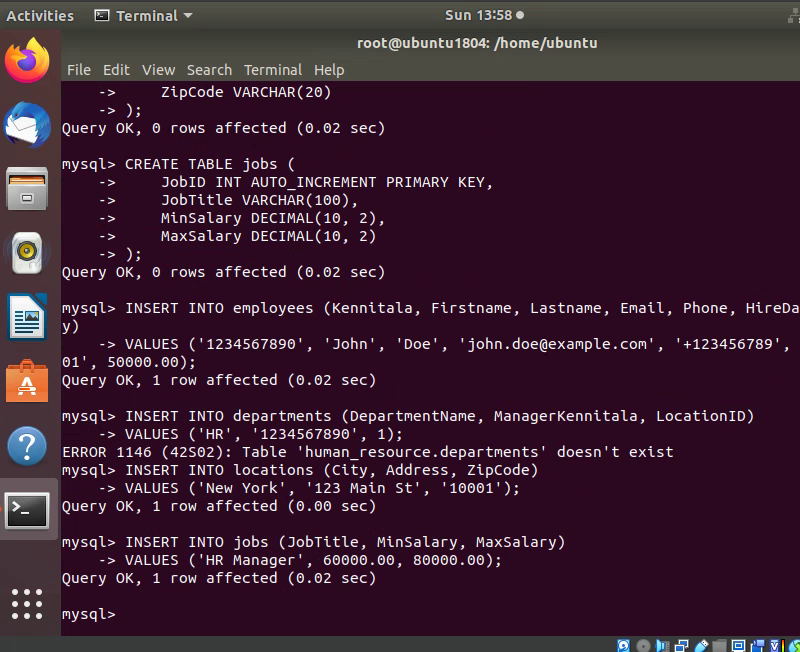 Activities Terminal Sun 13:58
root@ubuntu1804: /home/ubuntu
File Edit View Search Terminal Help
    -> ZipCode VARCHAR(20)
    -> );
Query OK, 0 rows affected (0.02 sec)
mysql> CREATE TABLE jobs (
    -> JobID INT AUTO_INCREMENT PRIMARY KEY,
    -> JobTitle VARCHAR(100),
    -> MinSalary DECIMAL(10, 2),
    -> MaxSalary DECIMAL(10, 2)
    -> );
Query OK, 0 rows affected (0.02 sec)
mysql> INSERT INTO employees (Kennitala, Firstname, Lastname, Email, Phone, HireDa
y)
    -> VALUES ('1234567890', 'John', 'Doe', 'john.doe@example.com', '+123456789',
01', 50000.00);
Query OK, 1 row affected (0.02 sec)
mysql> INSERT INTO departments (DepartmentName, ManagerKennitala, LocationID)
    -> VALUES ('HR', '1234567890', 1);
ERROR 1146 (42S02): Table 'human_resource.departments' doesn't exist
mysql> INSERT INTO locations (City, Address, ZipCode)
    -> VALUES ('New York', '123 Main St', '10001');
Query OK, 1 row affected (0.00 sec)
mysql> INSERT INTO jobs (JobTitle, MinSalary, MaxSalary)
    -> VALUES ('HR Manager', 60000.00, 80000.00);
Query OK, 1 row affected (0.02 sec)
mysql>